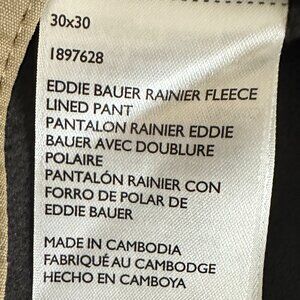 30x30
1897628
EDDIE BAUER RAINIER FLEECE
LINED PANT
PANTALON RAINIER EDDIE
BAUER AVEC DOUBLURE
POLAIRE
PANTALÓN RAINIER CON
FORRO DE POLAR DE
EDDIE BAUER
MADE IN CAMBODIA
FABRIQUÉ AU CAMBODGE
HECHO EN CAMBOYA